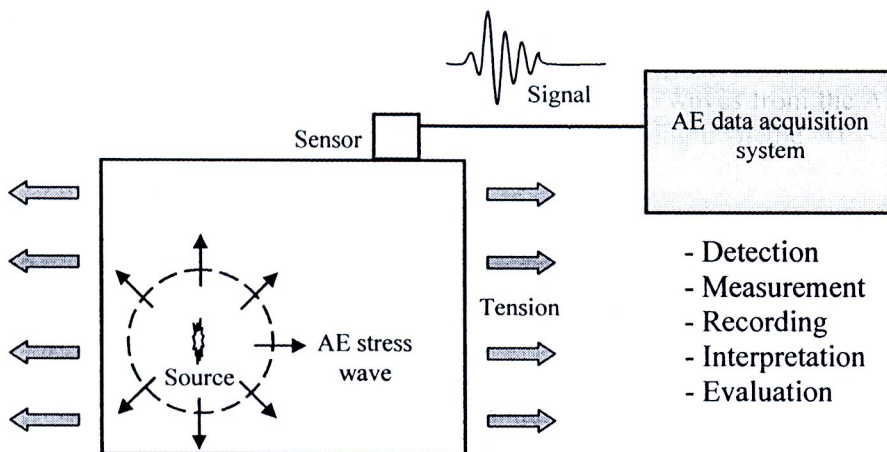 Signal
Sensor
AE data acquisition
system
- Detection
- Measurement
- Recording
- Interpretation
- Evaluation
Tension
AE stress
wave
Source